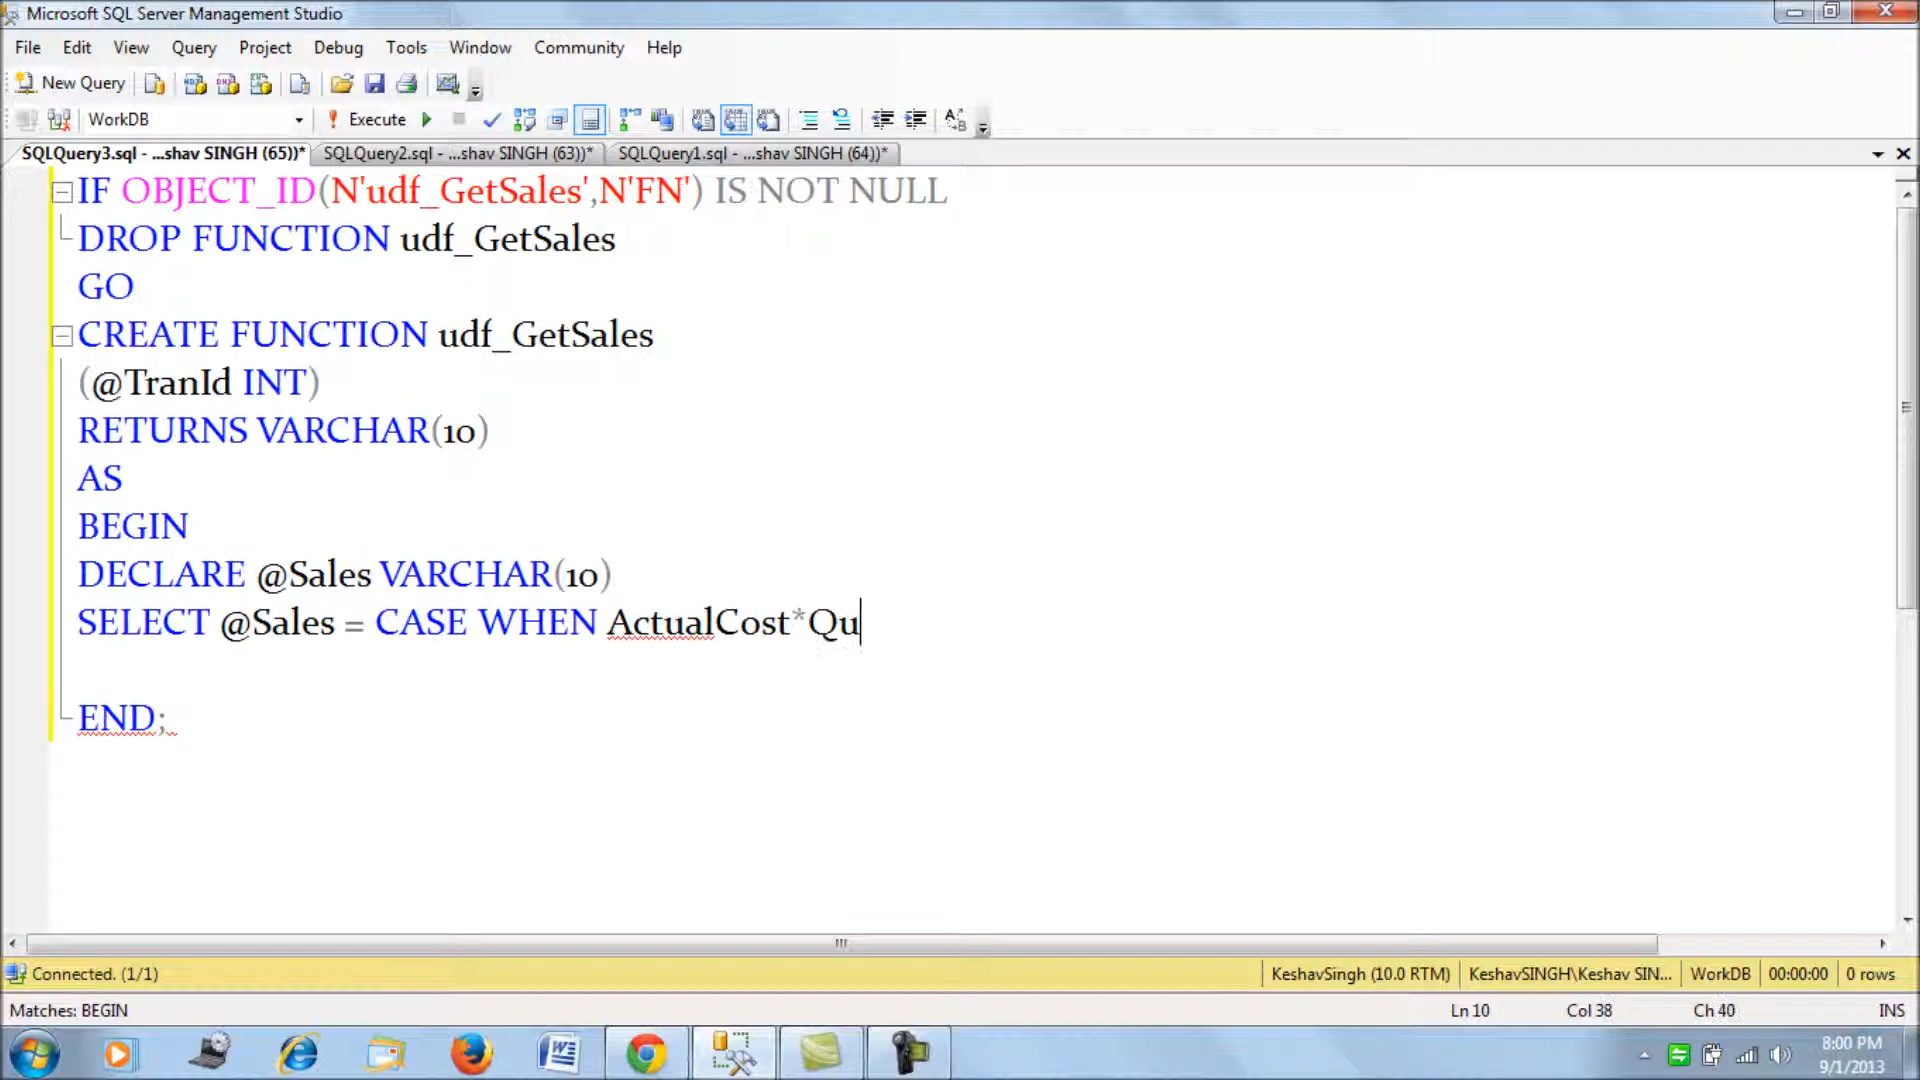 Microsoft SQL Server Management Studio
File Edit View Query Project Debug Tools Window Community Help
New Query
WorkDB Execute
SQLQuery3.sql - ...shav SINGH (65))* SQLQuery2.sql - ...shav SINGH (63))* SQLQuery1.sql - ...shav SINGH (64))*
IF OBJECT_ID(N'udf_GetSales',N'FN') IS NOT NULL
DROP FUNCTION udf_GetSales
GO
CREATE FUNCTION udf_GetSales
(@TranId INT)
RETURNS VARCHAR(10)
AS
BEGIN
DECLARE @Sales VARCHAR(10)
SELECT @Sales = CASE WHEN ActualCost*Qu
END;
Connected. (1/1) KeshavSingh (10.0 RTM) KeshavSINGH\Keshav SIN... WorkDB 00:00:00 0 rows
Matches: BEGIN Ln 10 Col 38 Ch 40 INS
8:00 PM
9/1/2013